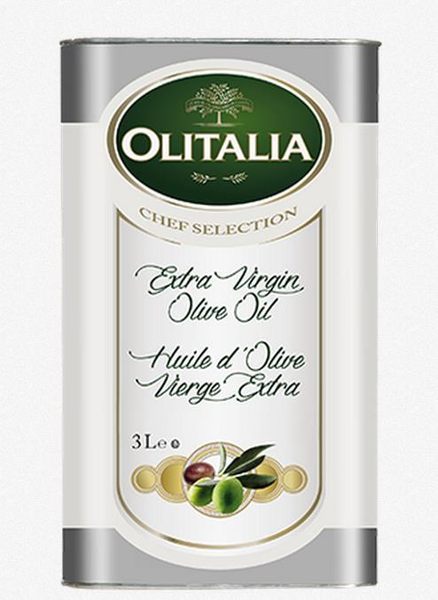 OLITALIA
CHEF SELECTION
Extra Virgin
Olive Oil
Huile d'Olive
Vierge Extra
3 L e